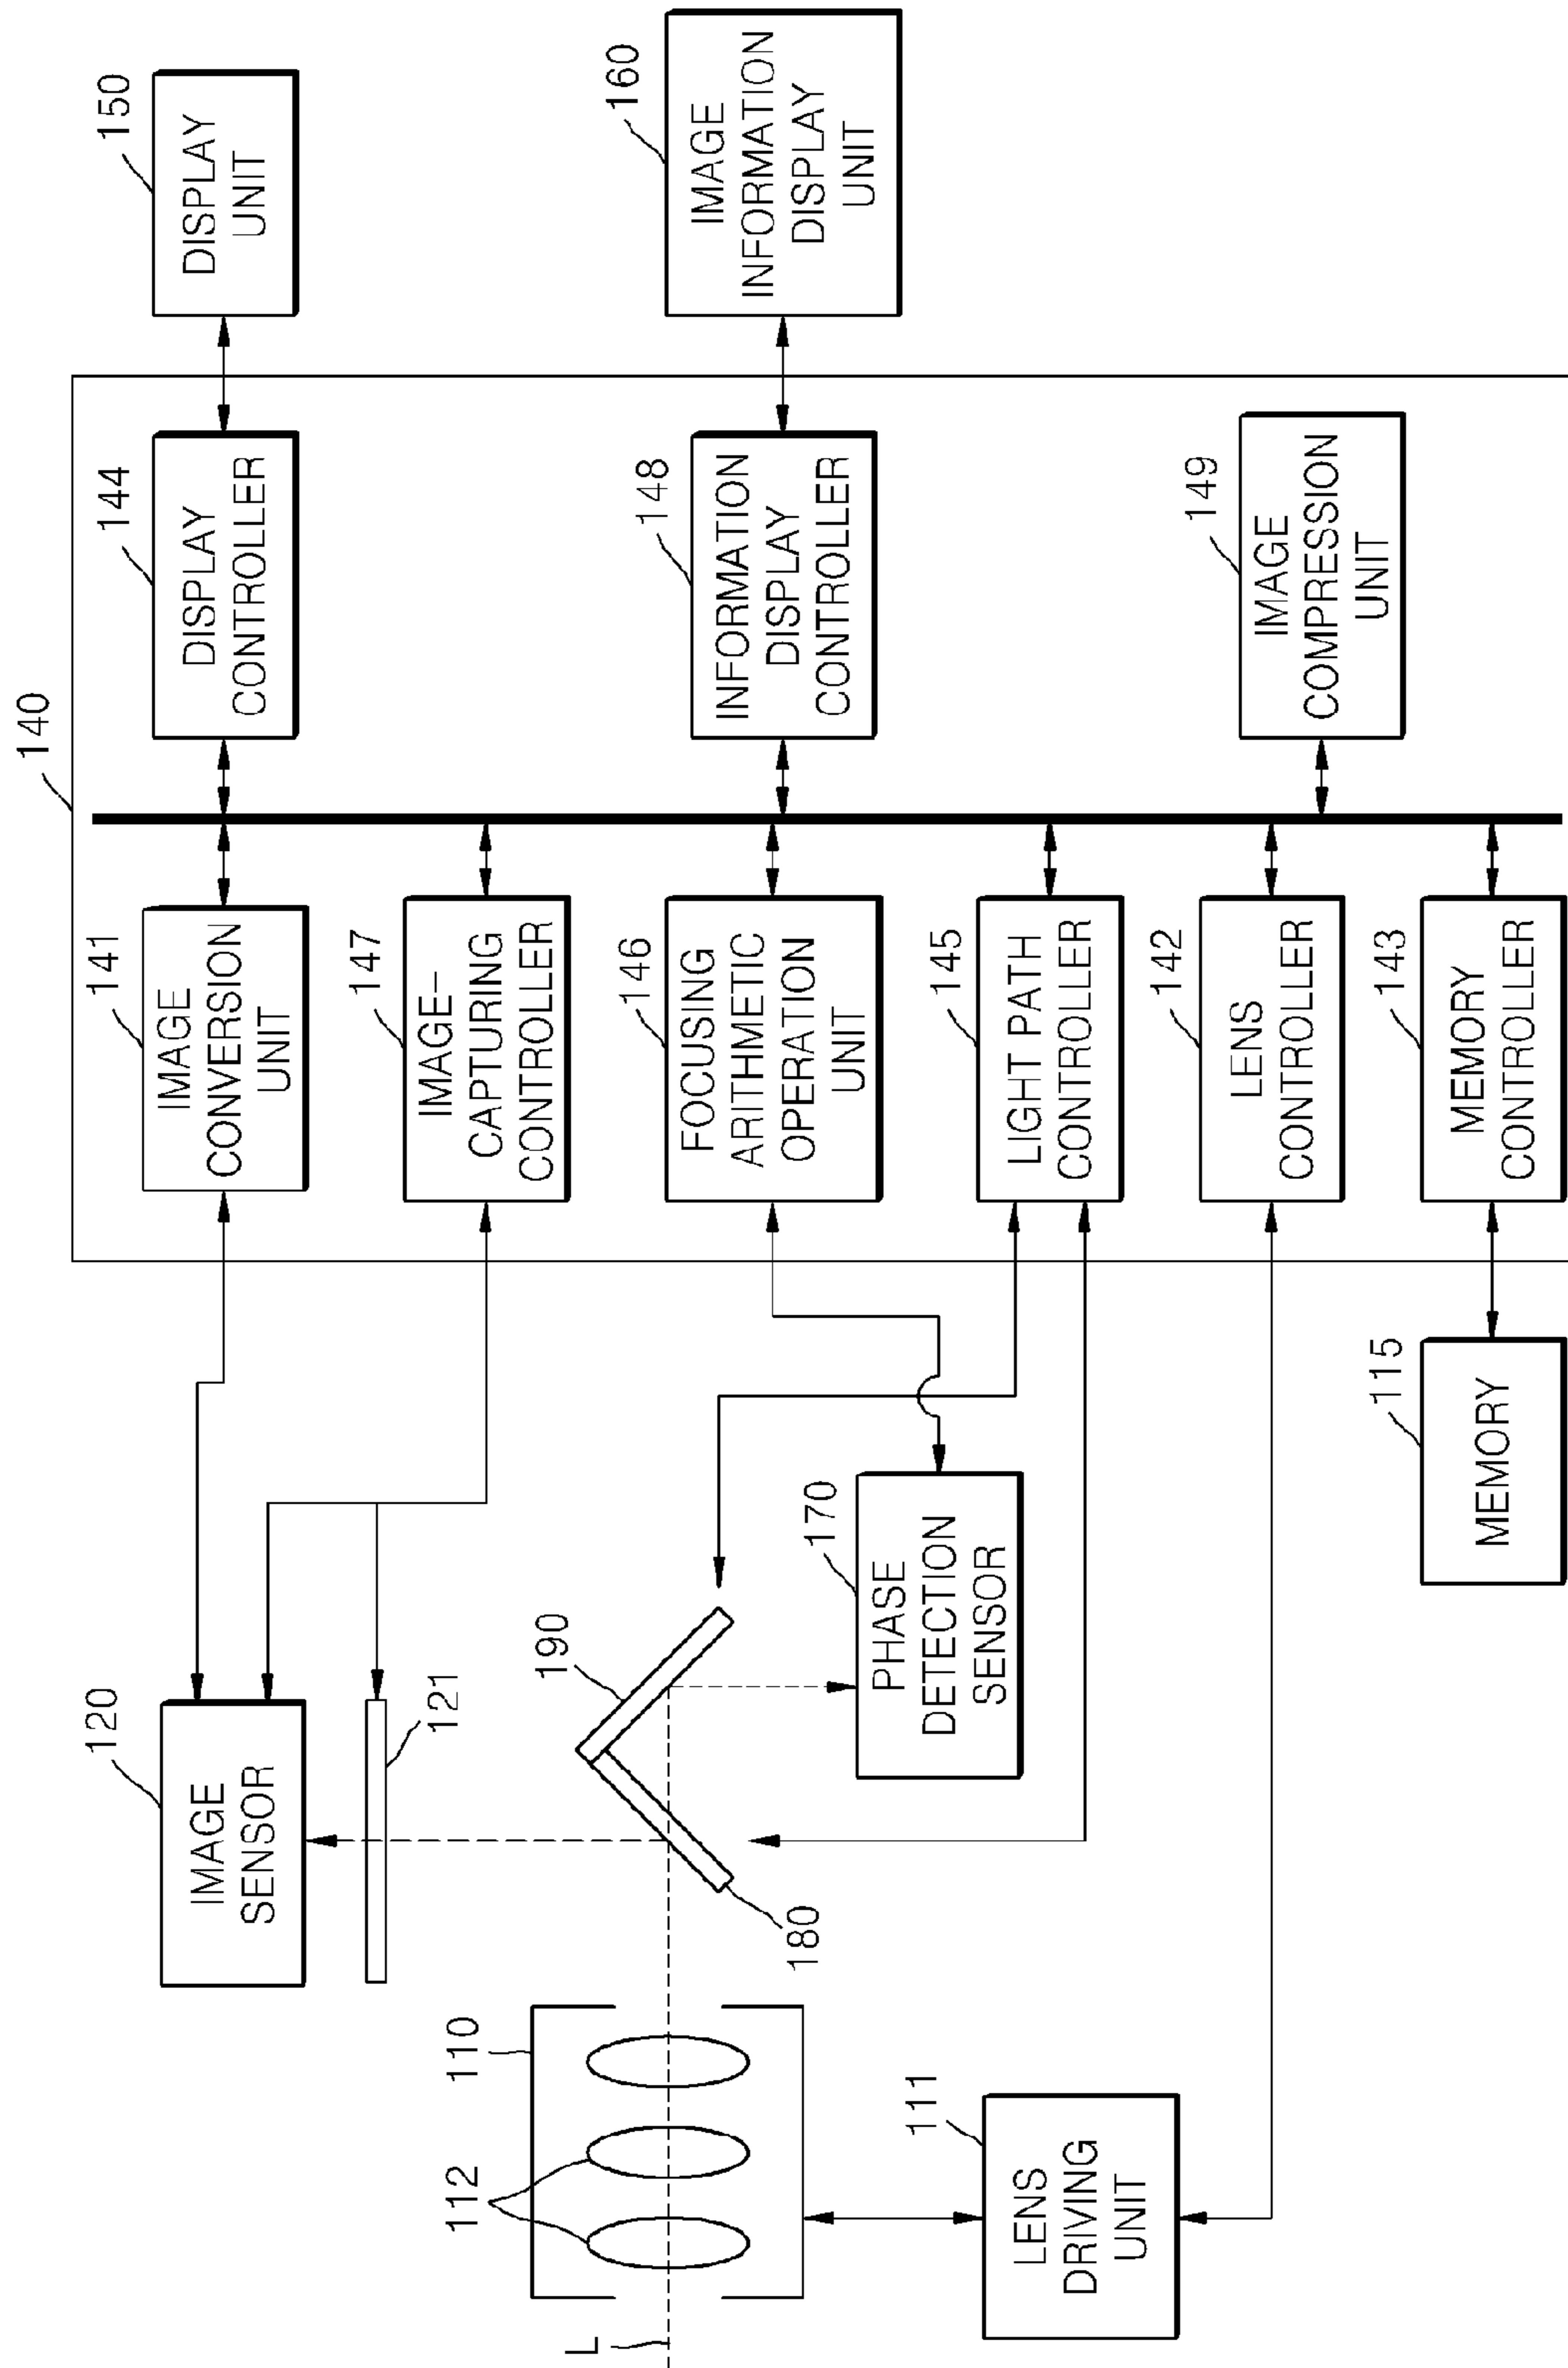 140
150
DISPLAY
UNIT
144
DISPLAY
CONTROLLER
141
IMAGE
CONVERSION
UNIT
120
IMAGE
SENSOR
121
147
IMAGE-
CAPTURING
CONTROLLER
160
IMAGE
INFORMATION
DISPLAY
UNIT
148
INFORMATION
DISPLAY
CONTROLLER
146
FOCUSING
ARITHMETIC
OPERATION
UNIT
190
180
110
112
L
170
PHASE
DETECTION
SENSOR
145
LIGHT PATH
CONTROLLER
111
LENS
DRIVING
UNIT
149
IMAGE
COMPRESSION
UNIT
142
LENS
CONTROLLER
143
MEMORY
CONTROLLER
115
MEMORY